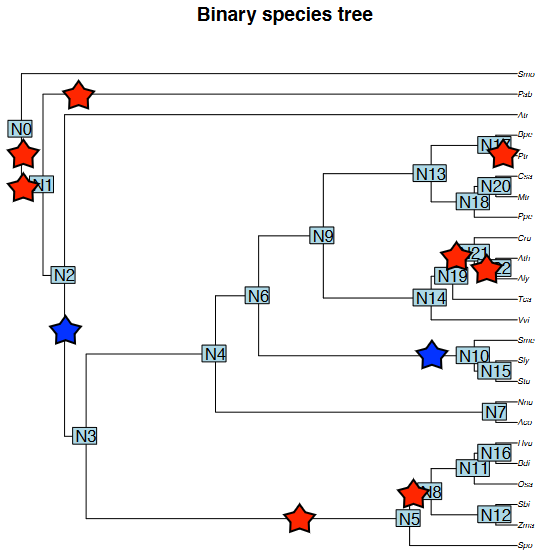 Binary species tree
Smo
Pab
N0
Atr
Bpe
N17
Ptr
N13
Csa
N1
N20
Mtr
N18
Ppe
N9
Cru
N21
Ath
N2
N19
Aly
N6
N14
Tca
Vvi
Sme
N4
N10
Sly
N15
Stu
Nnu
N7
Aco
N3
Hvu
N16
Bdi
N11
Osa
N8
Sbi
N5
N12
Zma
Spo